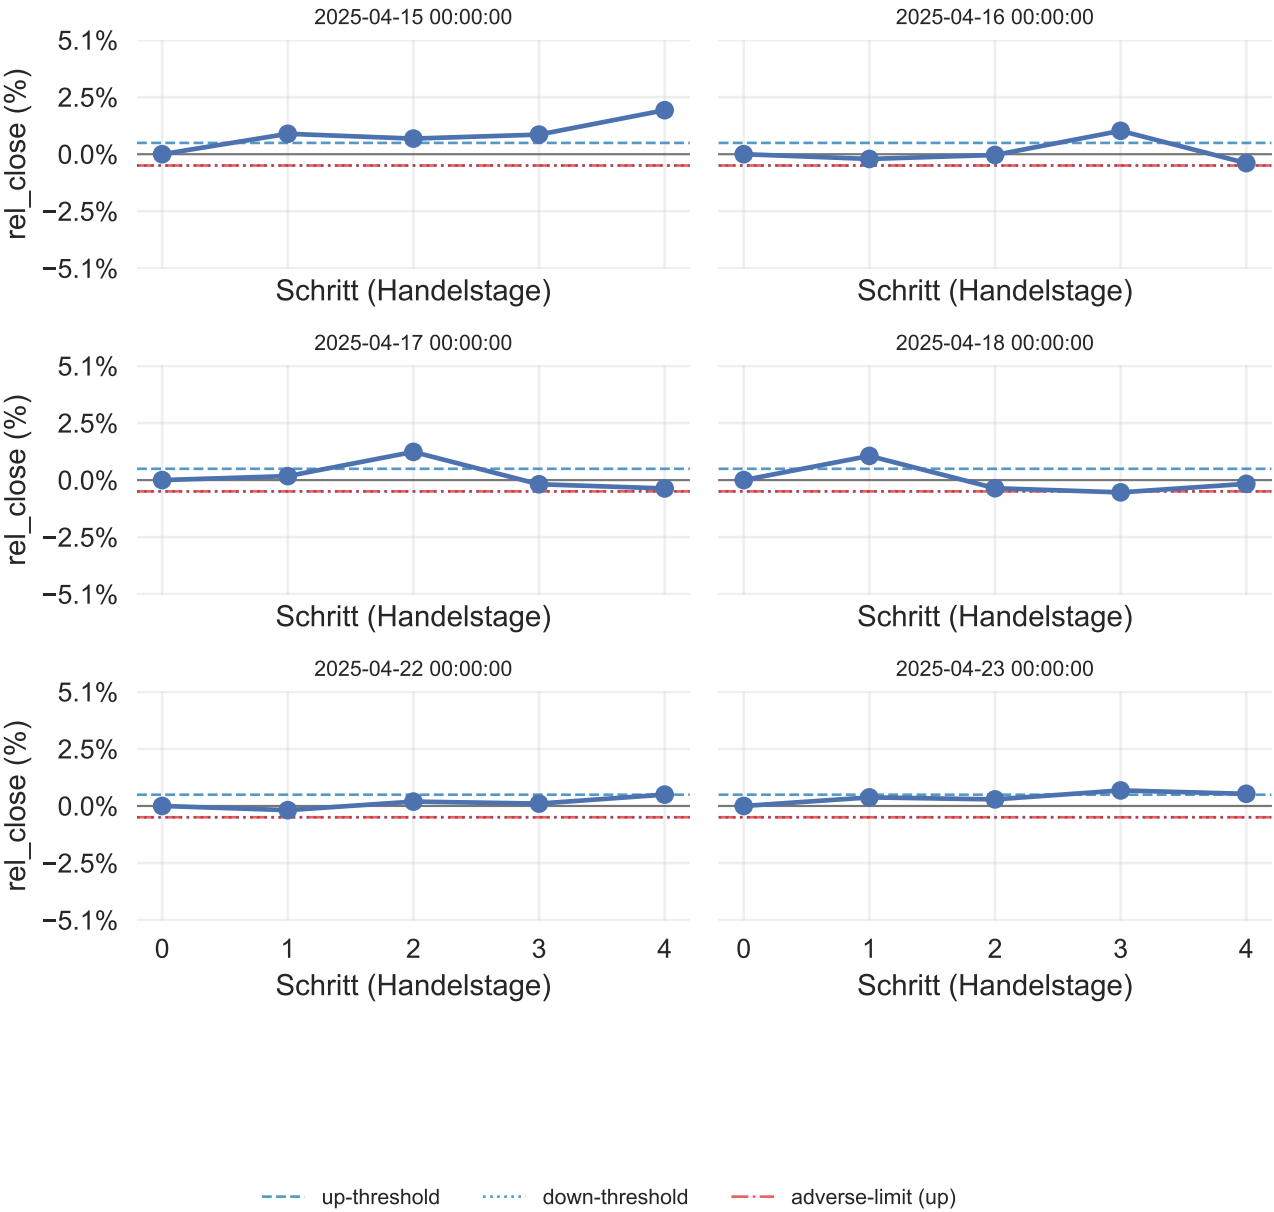 2025-04-15 00:00:00
2025-04-16 00:00:00
5.1%
2.5%
0.0%
−2.5%
−5.1%
rel_close (%)
Schritt (Handelstage)
Schritt (Handelstage)
2025-04-17 00:00:00
2025-04-18 00:00:00
5.1%
2.5%
0.0%
−2.5%
−5.1%
rel_close (%)
Schritt (Handelstage)
Schritt (Handelstage)
2025-04-22 00:00:00
2025-04-23 00:00:00
5.1%
2.5%
0.0%
−2.5%
−5.1%
rel_close (%)
0 1 2 3 4
0 1 2 3 4
Schritt (Handelstage)
Schritt (Handelstage)
up-threshold
down-threshold
adverse-limit (up)